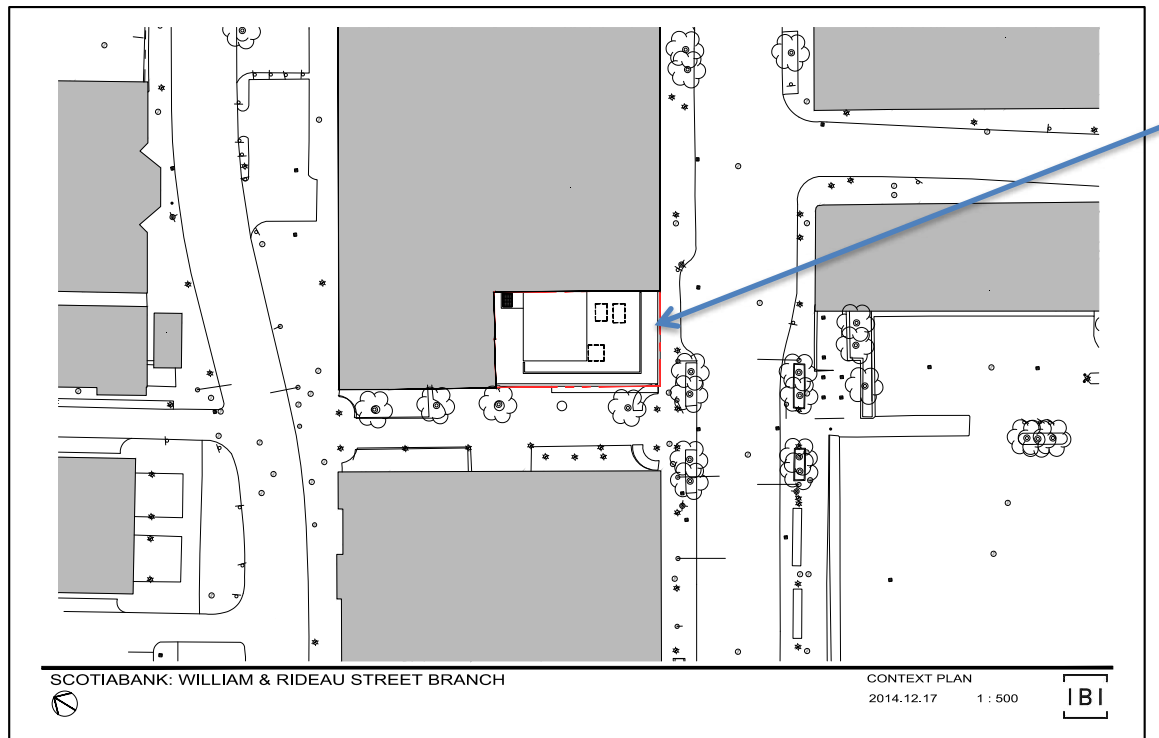 SCOTIABANK: WILLIAM & RIDEAU STREET BRANCH
CONTEXT PLAN
2014.12.17 1 : 500
IBI